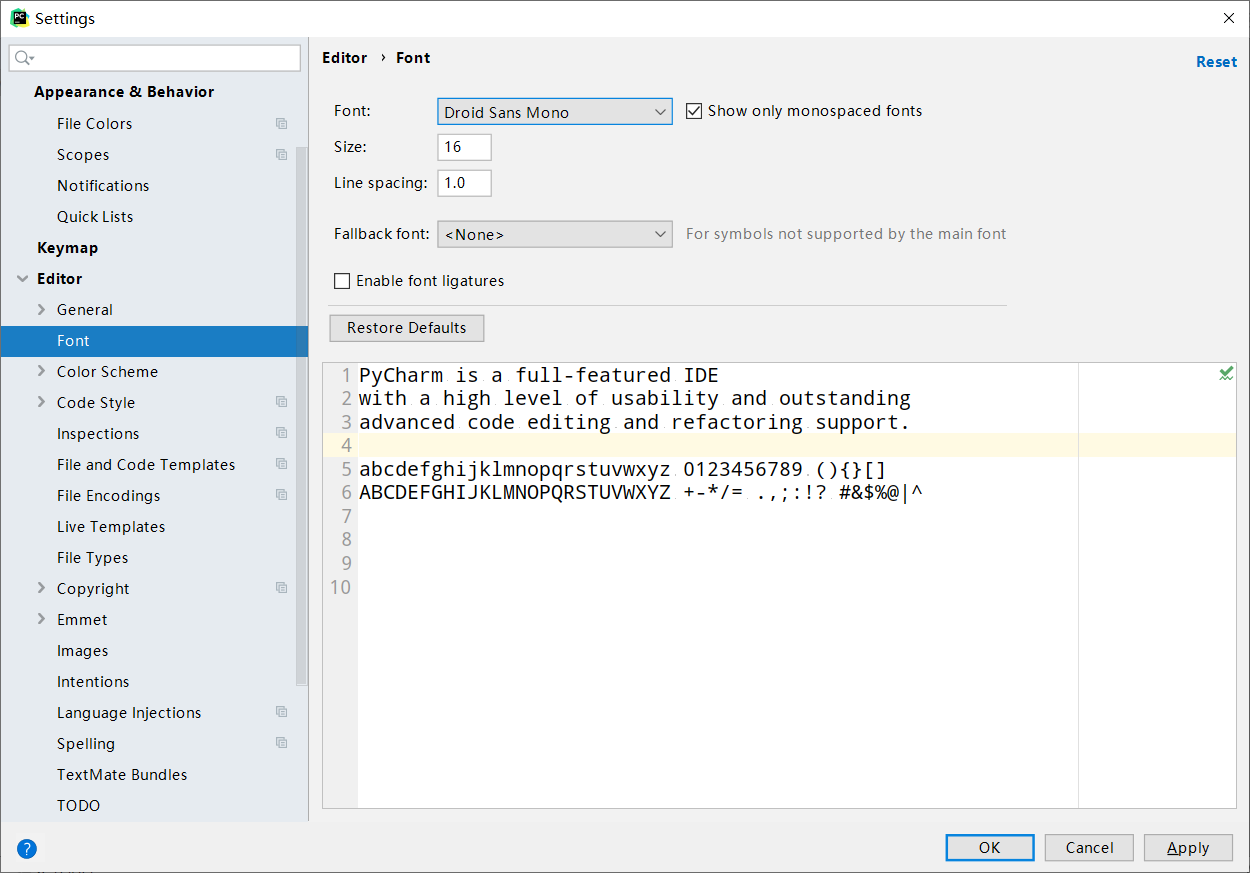 Settings
Appearance & Behavior
File Colors
Scopes
Notifications
Quick Lists
Keymap
Editor
General
Font
Color Scheme
Code Style
Inspections
File and Code Templates
File Encodings
Live Templates
File Types
Copyright
Emmet
Images
Intentions
Language Injections
Spelling
TextMate Bundles
TODO
Editor › Font
Reset
Font: Droid Sans Mono Show only monospaced fonts
Size: 16
Line spacing: 1.0
Fallback font: <None> For symbols not supported by the main font
Enable font ligatures
Restore Defaults
1 PyCharm is a full-featured IDE
2 with a high level of usability and outstanding
3 advanced code editing and refactoring support.
4
5 abcdefghijklmnopqrstuvwxyz 0123456789 (){}[]
6 ABCDEFGHIJKLMNOPQRSTUVWXYZ +-*/= .,;:!? #&$%@|^
7
8
9
10
? OK Cancel Apply